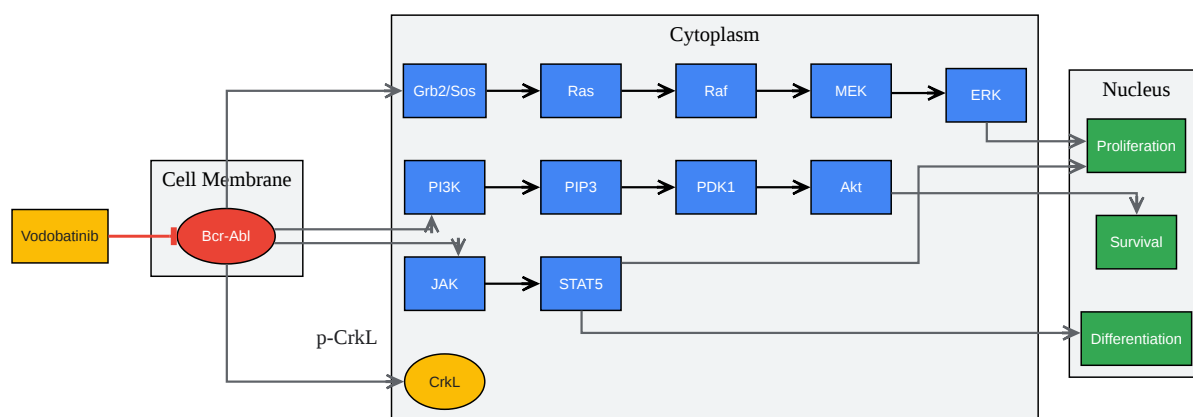 Cytoplasm
Grb2/Sos
Ras
Raf
MEK
ERK
Nucleus
Proliferation
Cell Membrane
PI3K
PIP3
PDK1
Akt
Vodobatinib
Bcr-Abl
Survival
JAK
STAT5
p-CrkL
Differentiation
CrkL